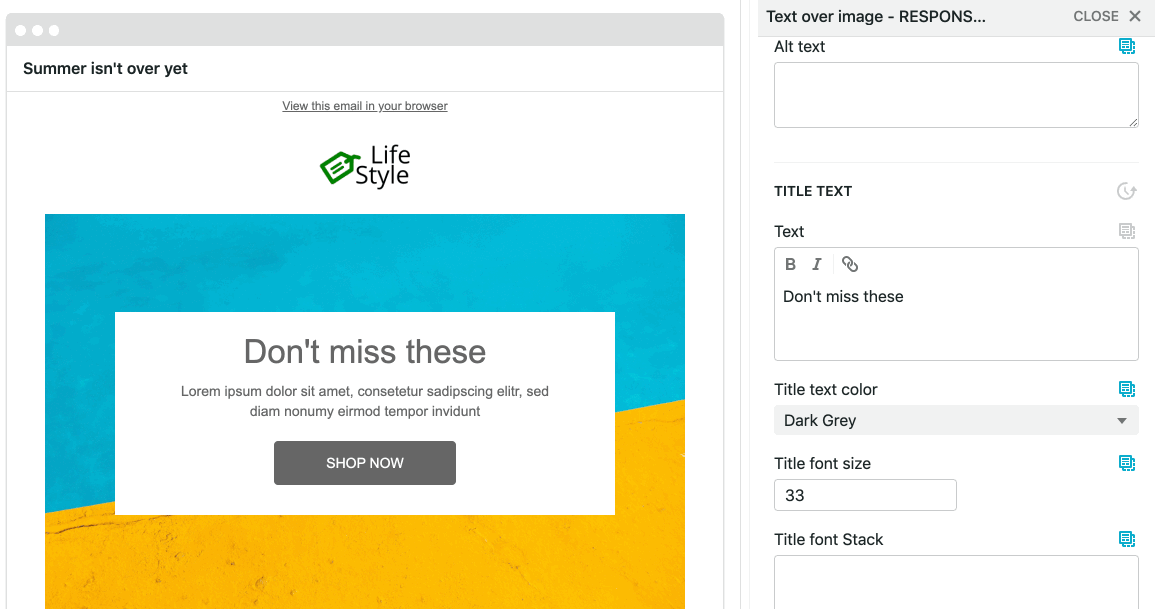 Summer isn't over yet
View this email in your browser
Life
Style
Don't miss these
Lorem ipsum dolor sit amet, consetetur sadipscing elitr, sed
diam nonumy eirmod tempor invidunt
SHOP NOW
Text over image - RESPONS...
CLOSE
Alt text
TITLE TEXT
Text
B I
Don't miss these
Title text color
Dark Grey
Title font size
33
Title font Stack